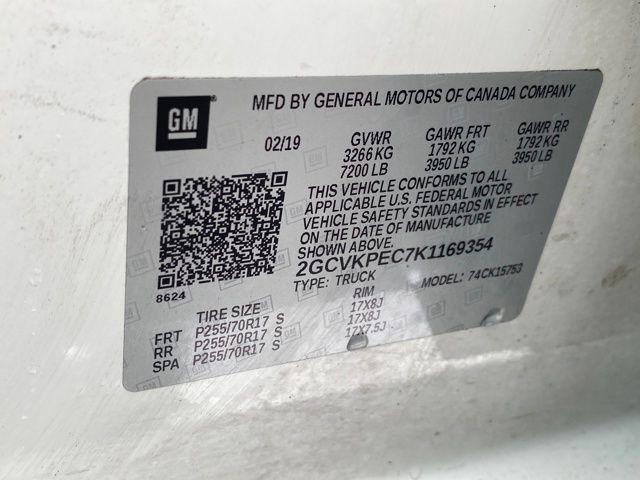 GM
MFD BY GENERAL MOTORS OF CANADA COMPANY
02/19 GVWR GAWR FRT GAWR RR
3266 KG 1792 KG 1792 KG
7200 LB 3950 LB 3950 LB
THIS VEHICLE CONFORMS TO ALL
APPLICABLE U.S. FEDERAL MOTOR
VEHICLE SAFETY STANDARDS IN EFFECT
ON THE DATE OF MANUFACTURE
SHOWN ABOVE.
2GCVKPEC7K1169354
TYPE: TRUCK MODEL: 74CK15753
8624
TIRE SIZE RIM
FRT P255/70R17 S 17X8J
RR P255/70R17 S 17X8J
SPA P255/70R17 S 17X7.5J